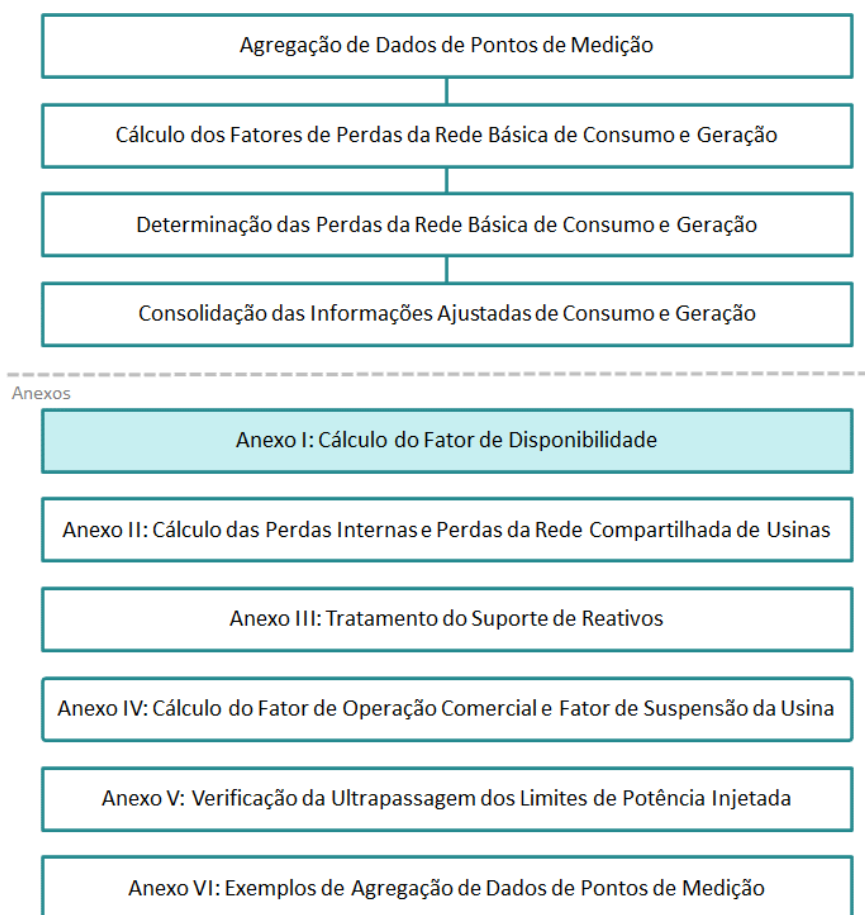 Agregação de Dados de Pontos de Medição
Cálculo dos Fatores de Perdas da Rede Básica de Consumo e Geração
Determinação das Perdas da Rede Básica de Consumo e Geração
Consolidação das Informações Ajustadas de Consumo e Geração
Anexos
Anexo I: Cálculo do Fator de Disponibilidade
Anexo II: Cálculo das Perdas Internas e Perdas da Rede Compartilhada de Usinas
Anexo III: Tratamento do Suporte de Reativos
Anexo IV: Cálculo do Fator de Operação Comercial e Fator de Suspensão da Usina
Anexo V: Verificação da Ultrapassagem dos Limites de Potência Injetada
Anexo VI: Exemplos de Agregação de Dados de Pontos de Medição